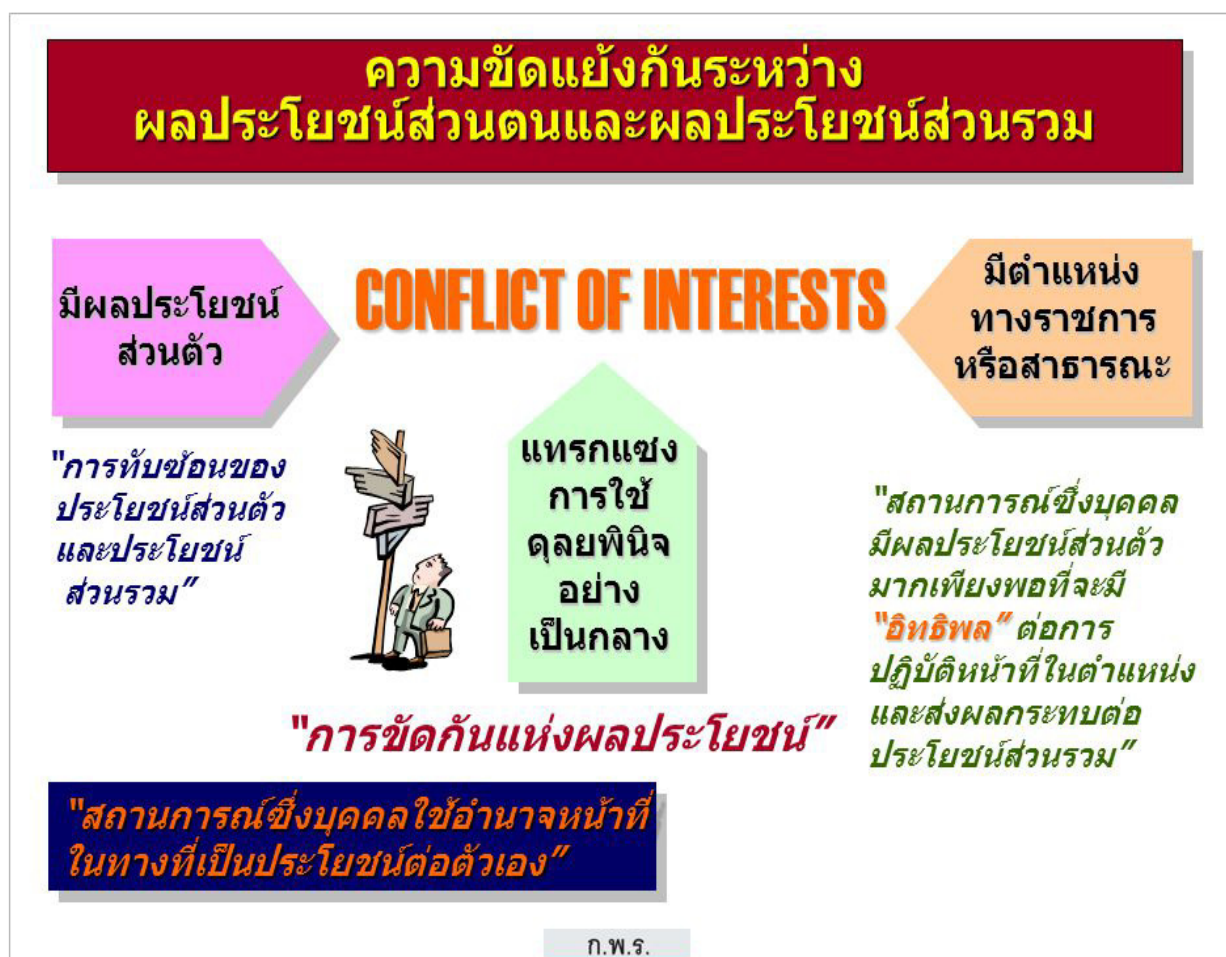 ความขัดแย้งกันระหว่าง
ผลประโยชน์ส่วนตนและผลประโยชน์ส่วนรวม
มีผลประโยชน์
ส่วนตัว
CONFLICT OF INTERESTS
มีตำแหน่ง
ทางราชการ
หรือสาธารณะ
"การทับซ้อนของ
ประโยชน์ส่วนตัว
และประโยชน์
ส่วนรวม"
แทรกแซง
การใช้
ดุลยพินิจ
อย่าง
เป็นกลาง
"สถานการณ์ซึ่งบุคคล
มีผลประโยชน์ส่วนตัว
มากเพียงพอที่จะมี
"อิทธิพล" ต่อการ
ปฏิบัติหน้าที่ในตำแหน่ง
และส่งผลกระทบต่อ
ประโยชน์ส่วนรวม"
"การขัดกันแห่งผลประโยชน์"
"สถานการณ์ซึ่งบุคคลใช้อำนาจหน้าที่
ในทางที่เป็นประโยชน์ต่อตัวเอง"
ก.พ.ร.